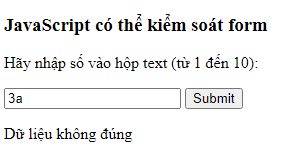 JavaScript có thể kiểm soát form
Hãy nhập số vào hộp text (từ 1 đến 10):
3a Submit
Dữ liệu không đúng